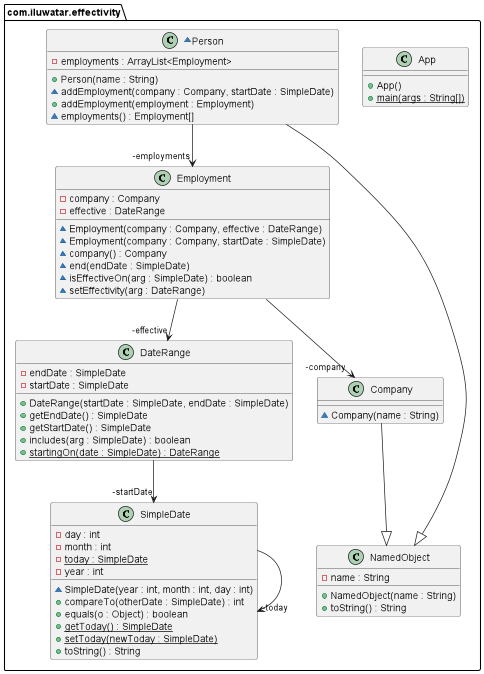 com.iluwatar.effectivity
C Person
employments : ArrayList<Employment>
Person(name : String)
addEmployment(company : Company, startDate : SimpleDate)
addEmployment(employment : Employment)
employments() : Employment[]
C App
App()
main(args : String[])
-employments
C Employment
company : Company
effective : DateRange
Employment(company : Company, effective : DateRange)
Employment(company : Company, startDate : SimpleDate)
company() : Company
end(endDate : SimpleDate)
isEffectiveOn(arg : SimpleDate) : boolean
setEffectivity(arg : DateRange)
-effective
-company
C DateRange
endDate : SimpleDate
startDate : SimpleDate
DateRange(startDate : SimpleDate, endDate : SimpleDate)
getEndDate() : SimpleDate
getStartDate() : SimpleDate
includes(arg : SimpleDate) : boolean
startingOn(date : SimpleDate) : DateRange
C Company
Company(name : String)
-startDate
C SimpleDate
day : int
month : int
today : SimpleDate
year : int
SimpleDate(year : int, month : int, day : int)
compareTo(otherDate : SimpleDate) : int
equals(o : Object) : boolean
getToday() : SimpleDate
setToday(newToday : SimpleDate)
toString() : String
-today
C NamedObject
name : String
NamedObject(name : String)
toString() : String